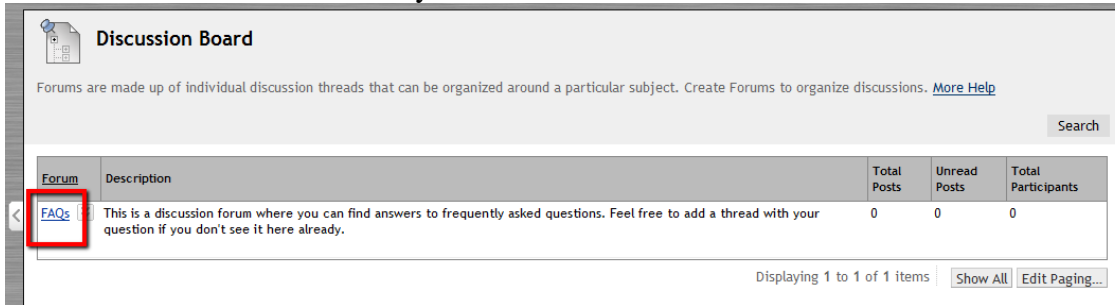 Discussion Board
Forums are made up of individual discussion threads that can be organized around a particular subject. Create Forums to organize discussions. More Help
Search
Forum Description Total Posts Unread Posts Total Participants
FAQs This is a discussion forum where you can find answers to frequently asked questions. Feel free to add a thread with your
question if you don't see it here already. 0 0 0
Displaying 1 to 1 of 1 items Show All Edit Paging...